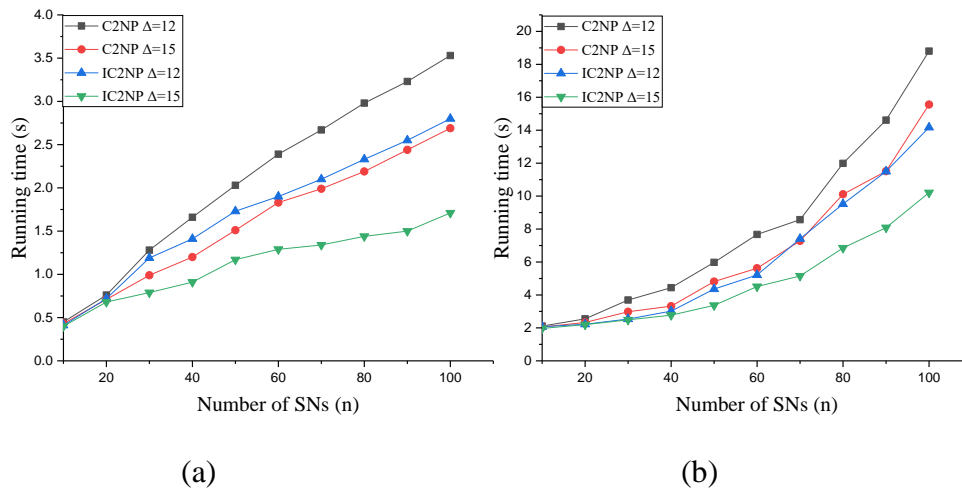 4.0
3.5
3.0
2.5
2.0
1.5
1.0
0.5
0.0
Running time (s)
C2NP Δ=12
C2NP Δ=15
IC2NP Δ=12
IC2NP Δ=15
20
40
60
80
100
Number of SNs (n)
(a)
22
20
18
16
14
12
10
8
6
4
2
0
Running time (s)
C2NP Δ=12
C2NP Δ=15
IC2NP Δ=12
IC2NP Δ=15
20
40
60
80
100
Number of SNs (n)
(b)